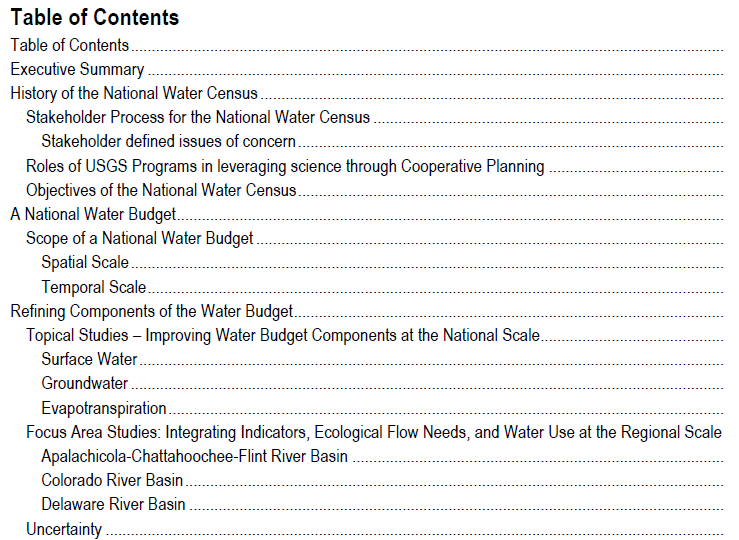 Table of Contents
Table of Contents
Executive Summary
History of the National Water Census
Stakeholder Process for the National Water Census
Stakeholder defined issues of concern
Roles of USGS Programs in leveraging science through Cooperative Planning
Objectives of the National Water Census
A National Water Budget
Scope of a National Water Budget
Spatial Scale
Temporal Scale
Refining Components of the Water Budget
Topical Studies – Improving Water Budget Components at the National Scale
Surface Water
Groundwater
Evapotranspiration
Focus Area Studies: Integrating Indicators, Ecological Flow Needs, and Water Use at the Regional Scale
Apalachicola-Chattahoochee-Flint River Basin
Colorado River Basin
Delaware River Basin
Uncertainty